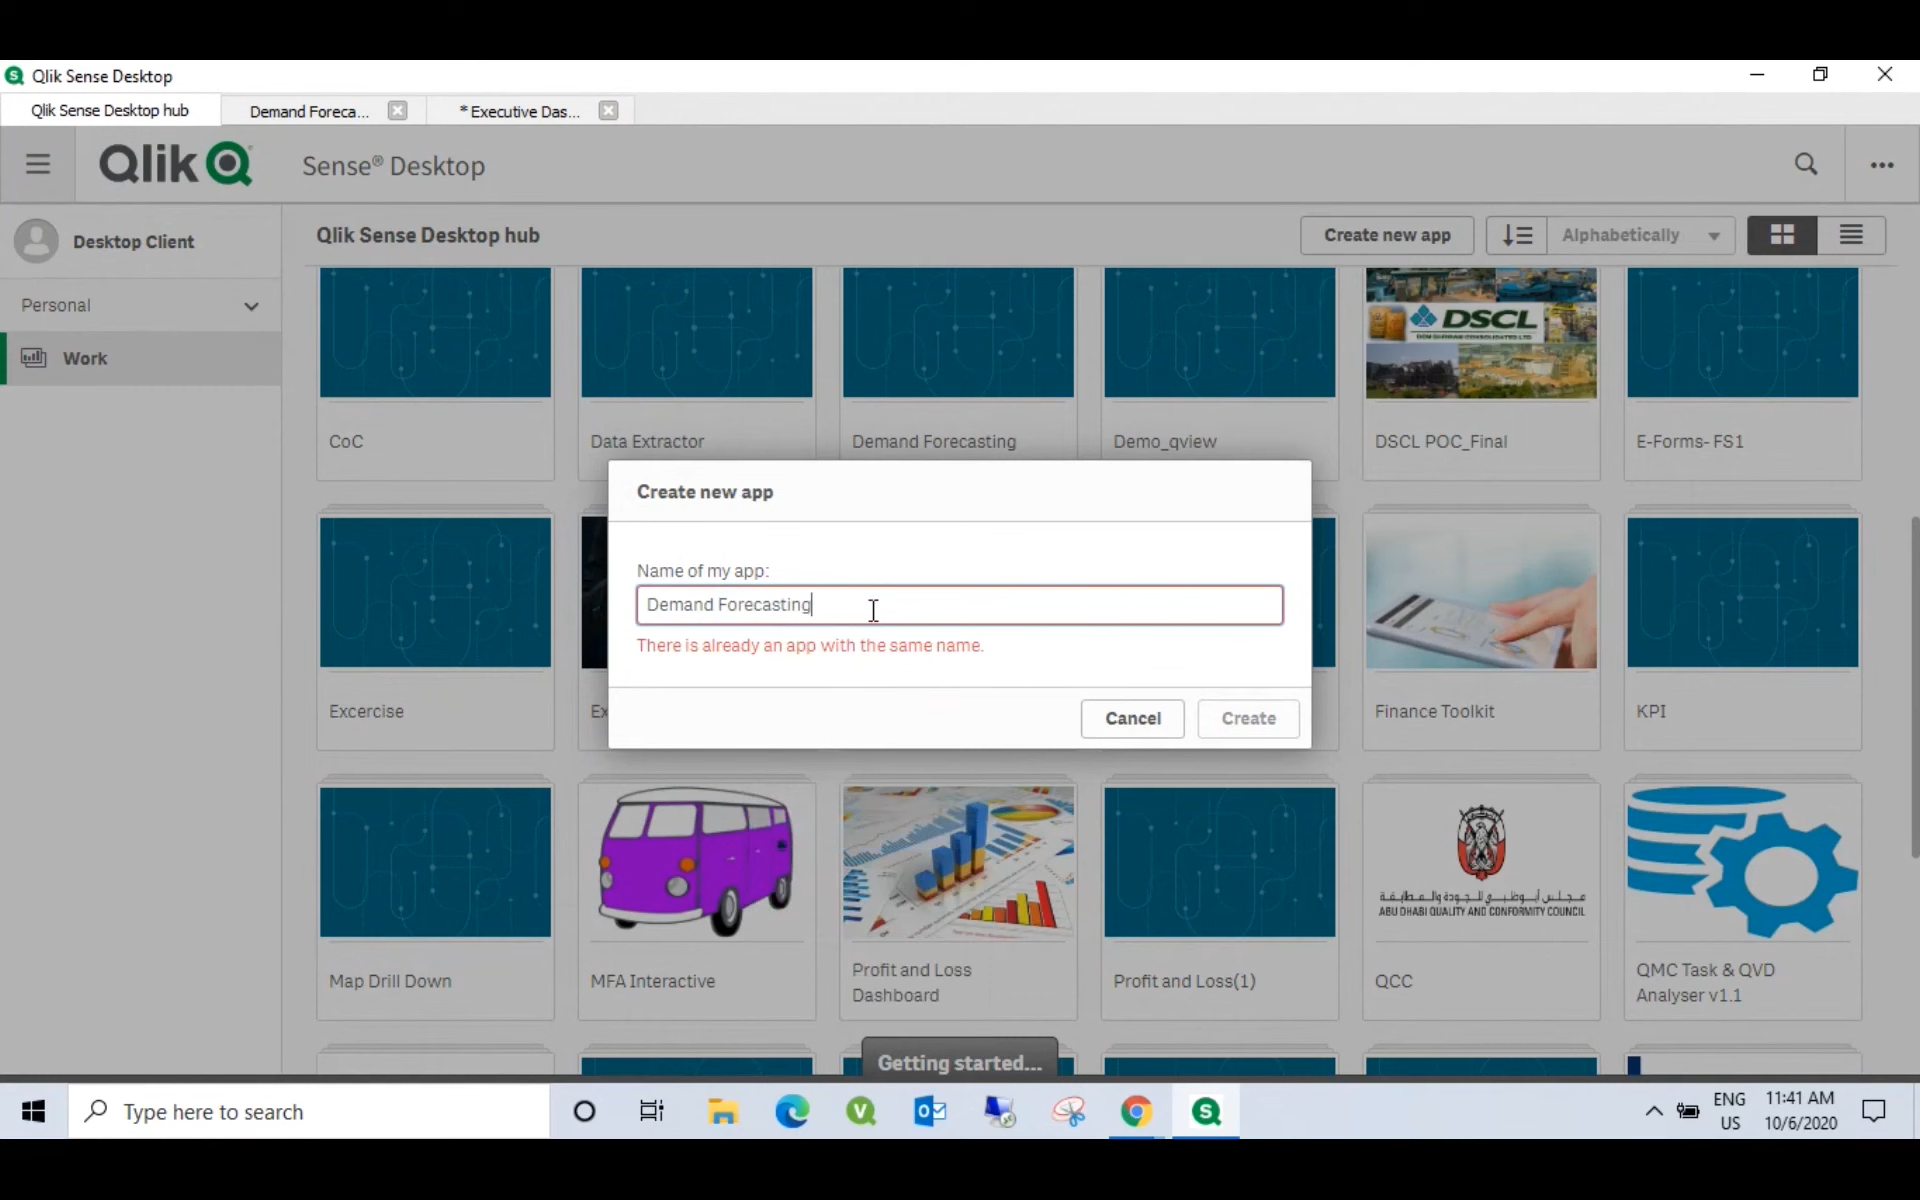 Qlik Sense Desktop
Qlik Sense Desktop hub
Demand Foreca...
* Executive Das...
Qlik
Sense® Desktop
Desktop Client
Qlik Sense Desktop hub
Create new app
Alphabetically
Personal
Work
DSCL
CoC
Data Extractor
Demand Forecasting
Demo_qview
DSCL POC_Final
E-Forms- FS1
Create new app
Name of my app:
Demand Forecasting
There is already an app with the same name.
Cancel
Create
Excercise
Ex
Finance Toolkit
KPI
مجلس أبوظبي للجودة والمطابقة
ABU DHABI QUALITY AND CONFORMITY COUNCIL
Map Drill Down
MFA Interactive
Profit and Loss
Dashboard
Profit and Loss(1)
QCC
QMC Task & QVD
Analyser v1.1
Getting started...
Type here to search
ENG
US
11:41 AM
10/6/2020